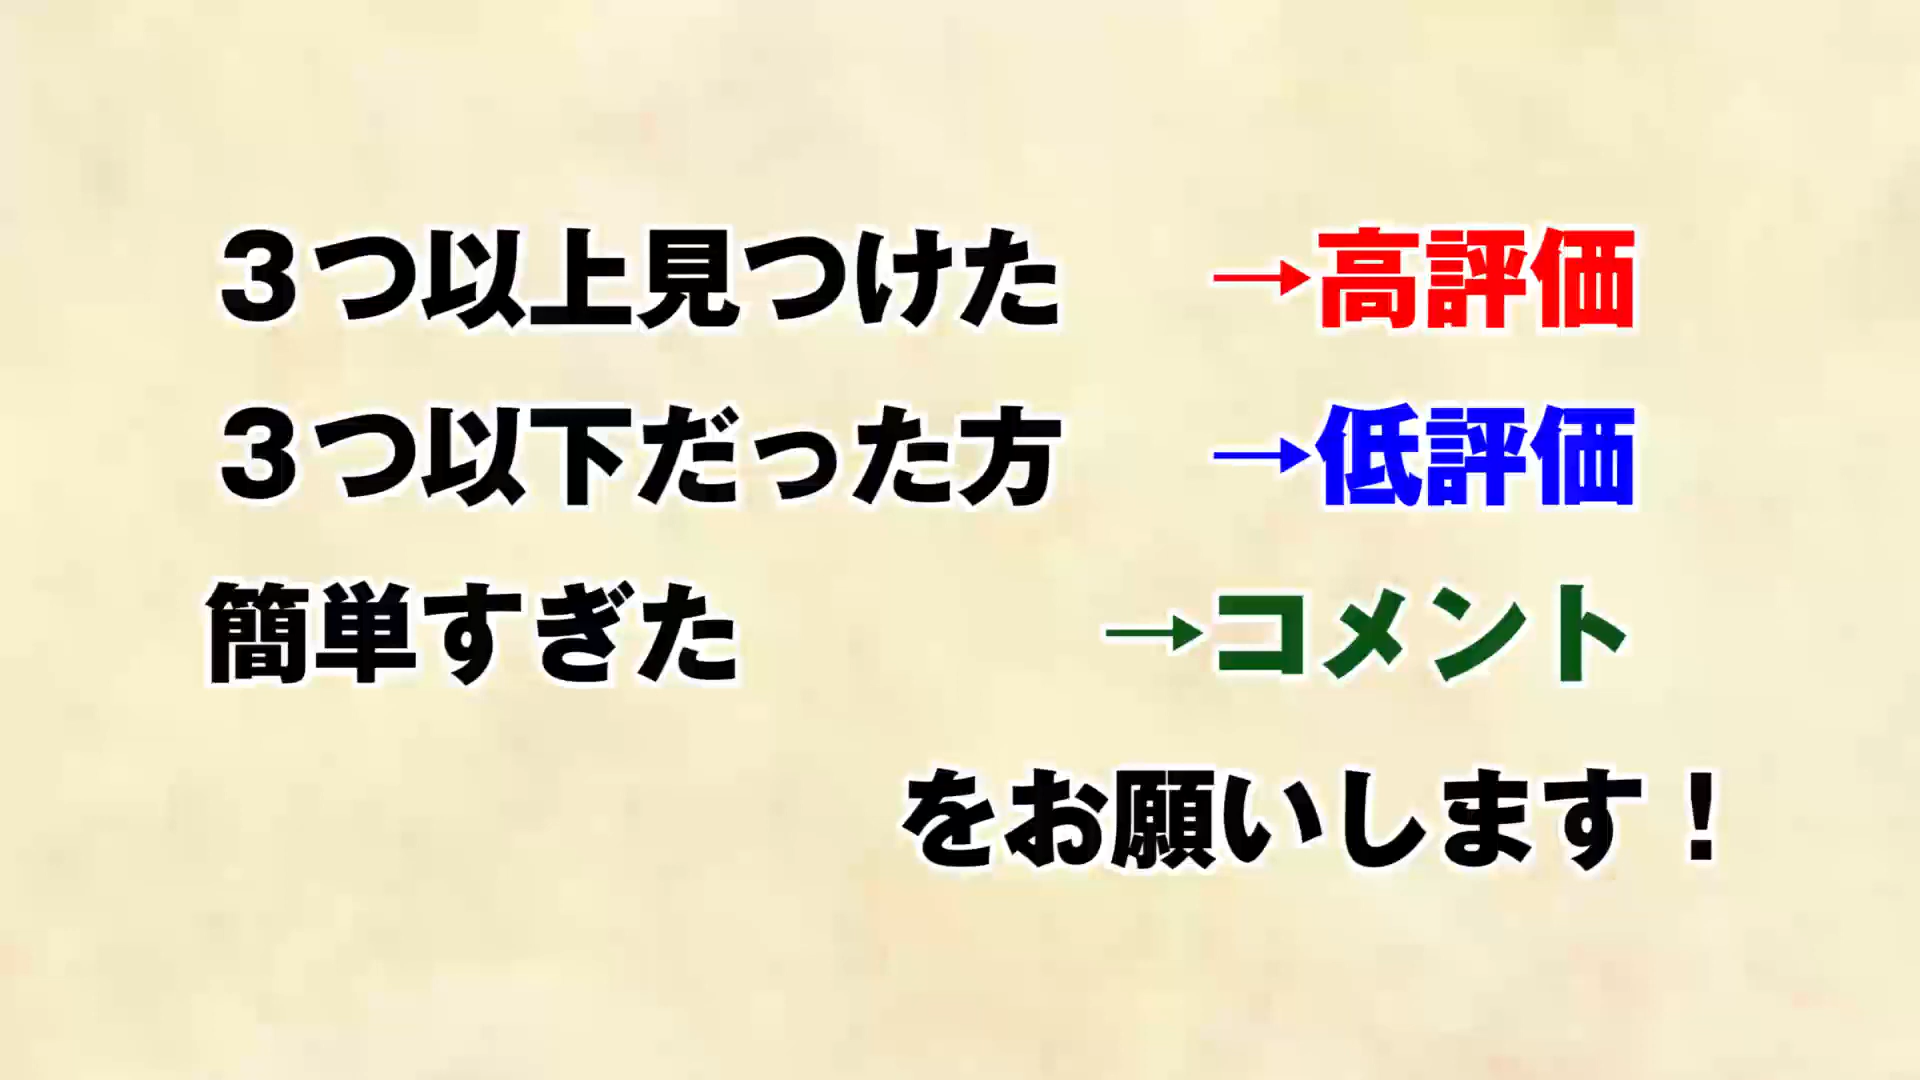 ３つ以上見つけた　→高評価
３つ以下だった方　→低評価
簡単すぎた　→コメント
をお願いします！